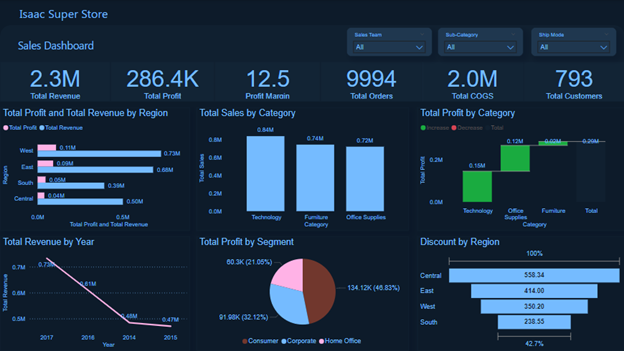 Isaac Super Store
Sales Dashboard
Sales Team
All
Sub-Category
All
Ship Mode
All
2.3M
Total Revenue
286.4K
Total Profit
12.5
Profit Margin
9994
Total Orders
2.0M
Total COGS
793
Total Customers
Total Profit and Total Revenue by Region
Total Profit Total Revenue
Region
West
0.11M
0.73M
East
0.09M
0.68M
South
0.05M
0.39M
Central
0.04M
0.50M
0.0M 0.5M
Total Profit and Total Revenue
Total Sales by Category
Total Sales
0.8M
0.6M
0.4M
0.2M
0.0M
0.84M
0.74M
0.72M
Technology Furniture Office Supplies
Category
Total Profit by Category
Increase Decrease Total
Total Profit
0.2M
0.0M
0.15M
0.12M
0.02M
0.29M
Technology Office Supplies Furniture Total
Category
Total Revenue by Year
Total Revenue
0.7M
0.6M
0.5M
0.73M
0.61M
0.48M
0.47M
2017 2016 2014 2015
Year
Total Profit by Segment
60.3K (21.05%)
134.12K (46.83%)
91.98K (32.12%)
Consumer Corporate Home Office
Discount by Region
100%
Central 558.34
East 414.00
West 350.20
South 238.55
42.7%